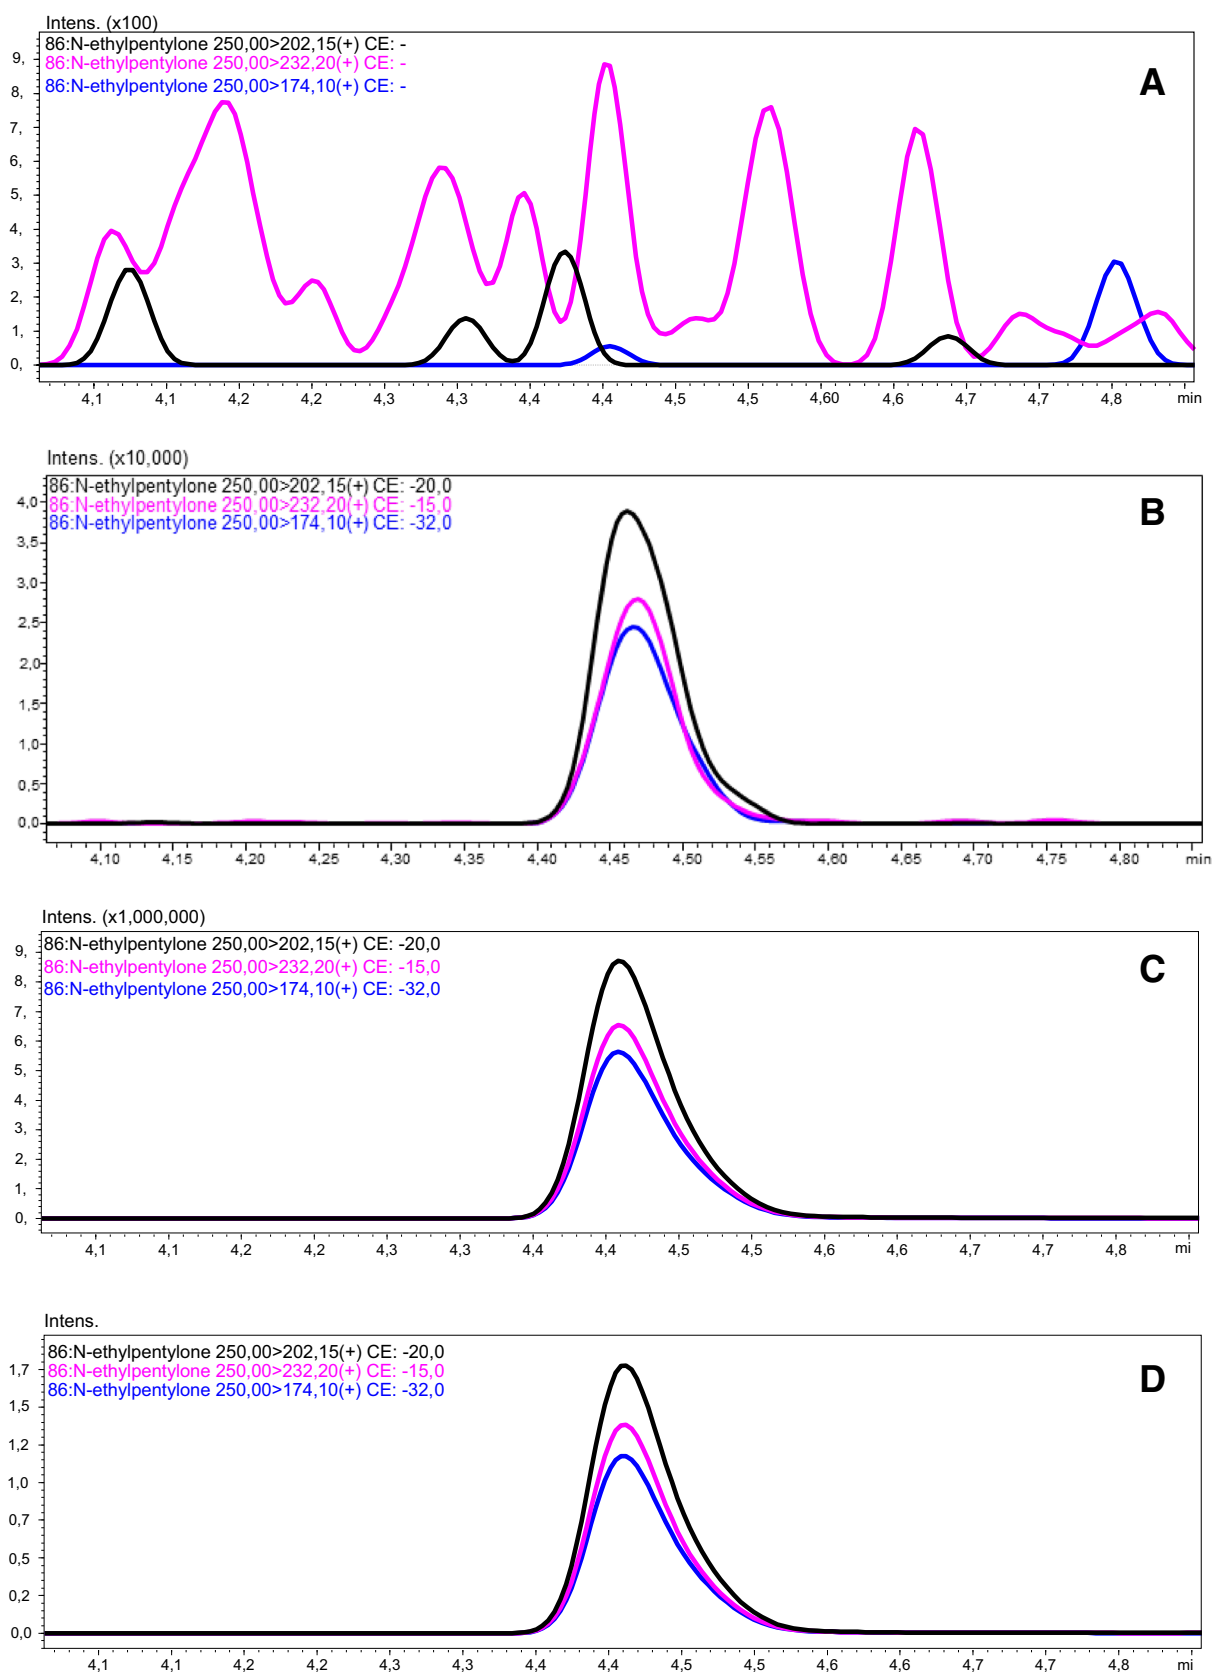 Intens. (x100)
86:N-ethylpentylone 250,00>202,15(+) CE: -
86:N-ethylpentylone 250,00>232,20(+) CE: -
86:N-ethylpentylone 250,00>174,10(+) CE: -
A
9,
8,
7,
6,
5,
4,
3,
2,
1,
0,
4,1 4,1 4,2 4,2 4,3 4,3 4,4 4,4 4,5 4,5 4,60 4,6 4,7 4,7 4,8 min
Intens. (x10,000)
86:N-ethylpentylone 250,00>202,15(+) CE: -20,0
86:N-ethylpentylone 250,00>232,20(+) CE: -15,0
86:N-ethylpentylone 250,00>174,10(+) CE: -32,0
B
4,0
3,5
3,0
2,5
2,0
1,5
1,0
0,5
0,0
4,10 4,15 4,20 4,25 4,30 4,35 4,40 4,45 4,50 4,55 4,60 4,65 4,70 4,75 4,80 min
Intens. (x1,000,000)
86:N-ethylpentylone 250,00>202,15(+) CE: -20,0
86:N-ethylpentylone 250,00>232,20(+) CE: -15,0
86:N-ethylpentylone 250,00>174,10(+) CE: -32,0
C
9,
8,
7,
6,
5,
4,
3,
2,
1,
0,
4,1 4,1 4,2 4,2 4,3 4,3 4,4 4,4 4,5 4,5 4,6 4,6 4,7 4,7 4,8 mi
Intens.
86:N-ethylpentylone 250,00>202,15(+) CE: -20,0
86:N-ethylpentylone 250,00>232,20(+) CE: -15,0
86:N-ethylpentylone 250,00>174,10(+) CE: -32,0
D
1,7
1,5
1,2
1,0
0,7
0,5
0,2
0,0
4,1 4,1 4,2 4,2 4,3 4,3 4,4 4,4 4,5 4,5 4,6 4,6 4,7 4,7 4,8 mi